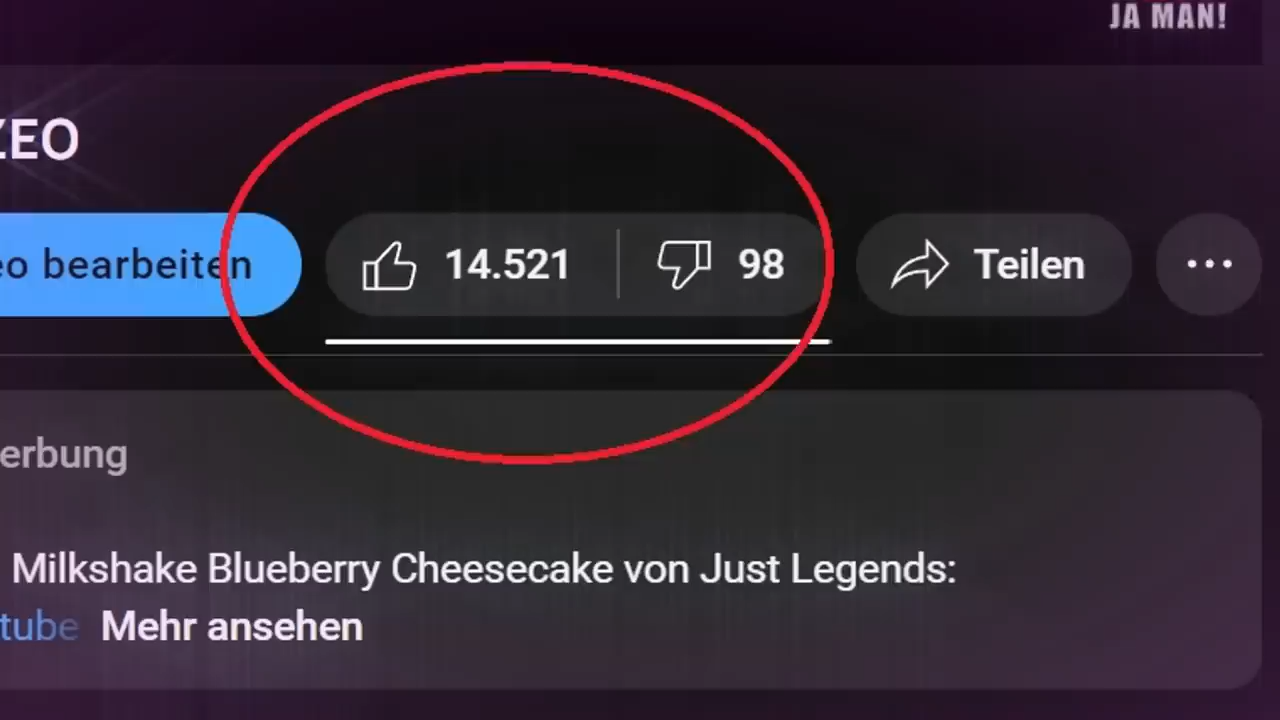 JA MAN!
ZEO
eo bearbeiten
14.521
98
Teilen
erbung
Milkshake Blueberry Cheesecake von Just Legends:
tube Mehr ansehen